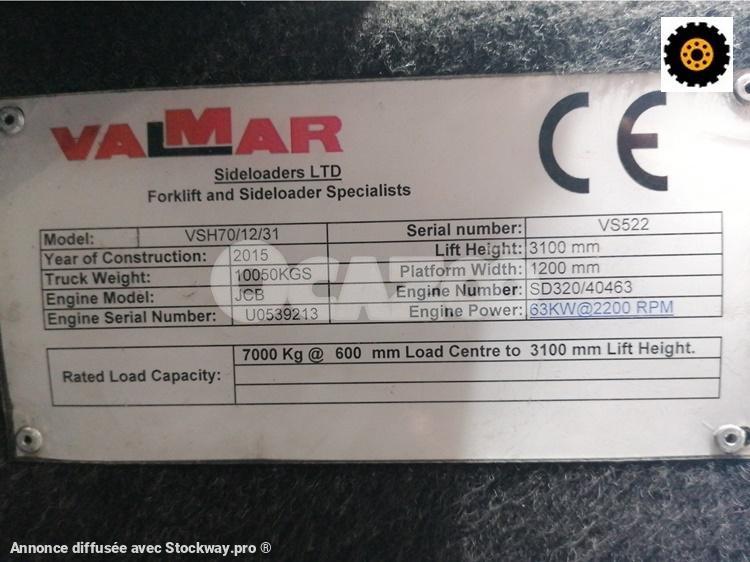 VALMAR
CE
Sideloaders LTD
Forklift and Sideloader Specialists
Model: VSH70/12/31 Serial number: VS522
Year of Construction: 2015 Lift Height: 3100 mm
Truck Weight: 10050KGS Platform Width: 1200 mm
Engine Model: JCB Engine Number: SD320/40463
Engine Serial Number: U0539213 Engine Power: 63KW@2200 RPM
Rated Load Capacity: 7000 Kg @ 600 mm Load Centre to 3100 mm Lift Height.
Annonce diffusée avec Stockway.pro ®